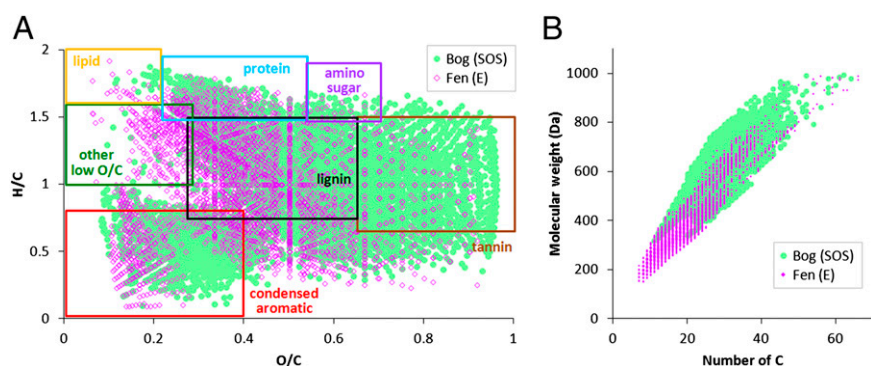 A
2
1.5
1
0.5
0
H/C
0
0.2
0.4
0.6
0.8
1
O/C
lipid
protein
amino
sugar
other
low O/C
lignin
tannin
condensed
aromatic
Bog (SOS)
Fen (E)
B
1000
800
600
400
200
0
Molecular weight (Da)
0
20
40
60
Number of C
Bog (SOS)
Fen (E)